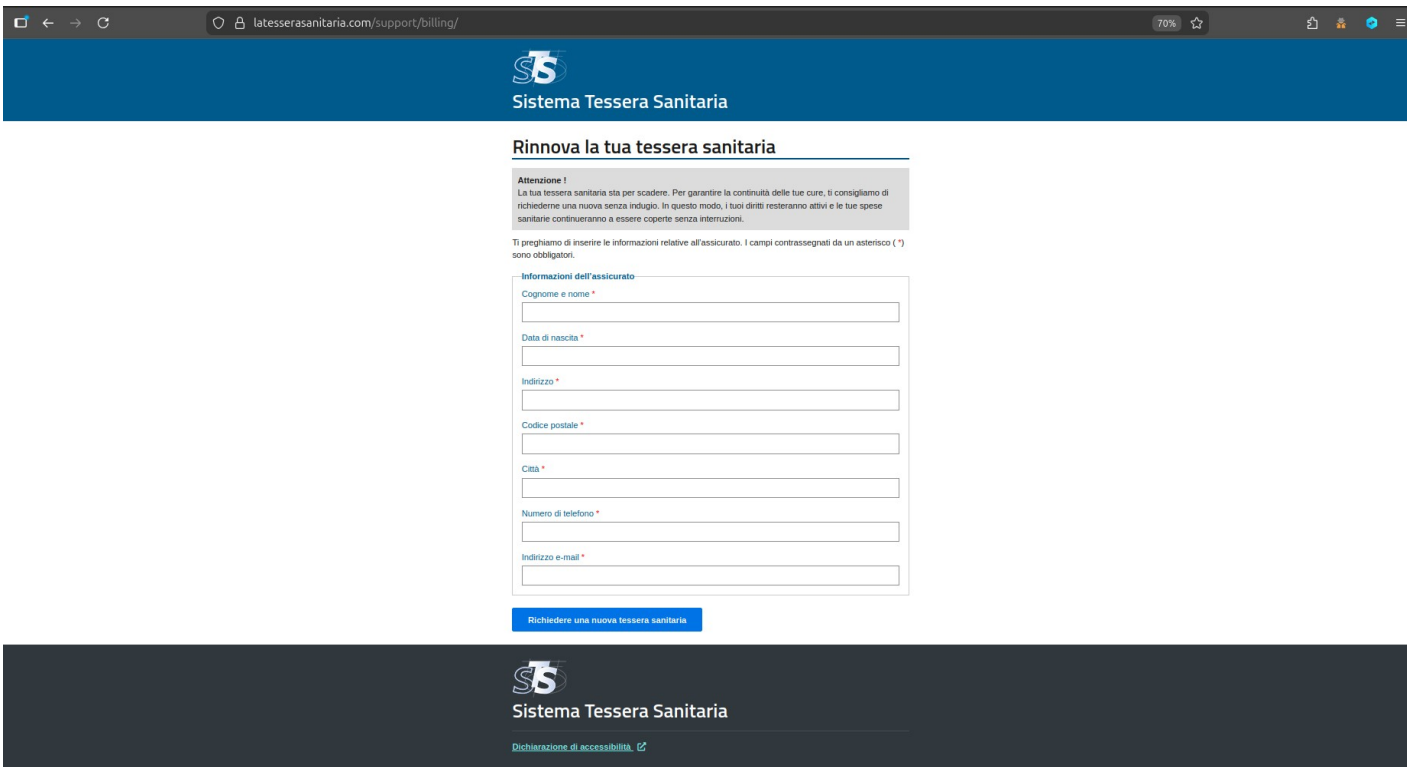 latesserasanitaria.com/support/billing/
70%
STS
Sistema Tessera Sanitaria
Rinnova la tua tessera sanitaria
Attenzione !
La tua tessera sanitaria sta per scadere. Per garantire la continuità delle tue cure, ti consigliamo di
richiederne una nuova senza indugio. In questo modo, i tuoi diritti resteranno attivi e le tue spese
sanitarie continueranno a essere coperte senza interruzioni.
Ti preghiamo di inserire le informazioni relative all'assicurato. I campi contrassegnati da un asterisco ( *)
sono obbligatori.
Informazioni dell'assicurato
Cognome e nome *
Data di nascita *
Indirizzo *
Codice postale *
Città *
Numero di telefono *
Indirizzo e-mail *
Richiedere una nuova tessera sanitaria
STS
Sistema Tessera Sanitaria
Dichiarazione di accessibilità